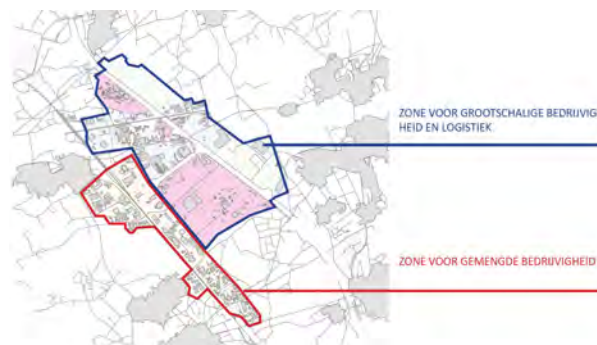 ZONE VOOR GROOTSCHALIGE BEDRIJVIG
HEID EN LOGISTIEK
ZONE VOOR GEMENGDE BEDRIJVIGHEID